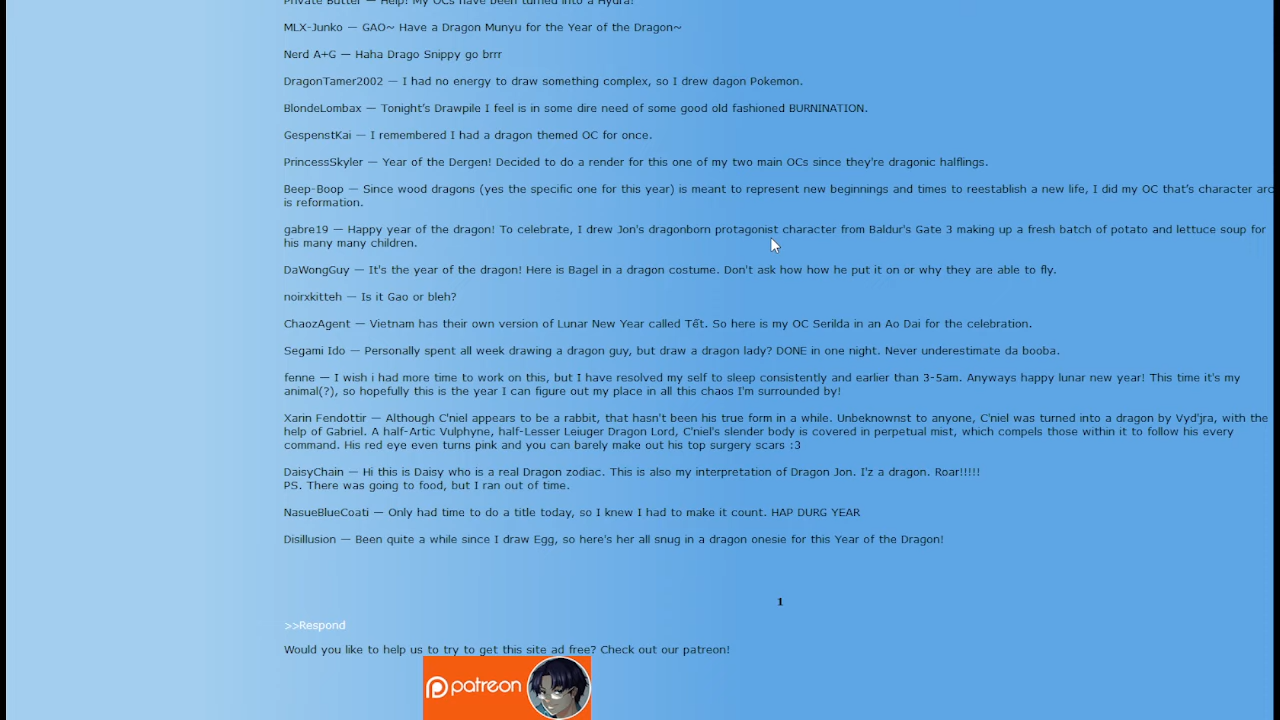 Private Butter — Help! My OCs have been turned into a Hydra!
MLX-Junko — GAO~ Have a Dragon Munyu for the Year of the Dragon~
Nerd A+G — Haha Drago Snippy go brrr
DragonTamer2002 — I had no energy to draw something complex, so I drew dagon Pokemon.
BlondeLombax — Tonight’s Drawpile I feel is in some dire need of some good old fashioned BURNINATION.
GespenstKai — I remembered I had a dragon themed OC for once.
PrincessSkyler — Year of the Dergen! Decided to do a render for this one of my two main OCs since they're dragonic halflings.
Beep-Boop — Since wood dragons (yes the specific one for this year) is meant to represent new beginnings and times to reestablish a new life, I did my OC that’s character arc
is reformation.
gabre19 — Happy year of the dragon! To celebrate, I drew Jon's dragonborn protagonist character from Baldur's Gate 3 making up a fresh batch of potato and lettuce soup for
his many many children.
DaWongGuy — It's the year of the dragon! Here is Bagel in a dragon costume. Don't ask how how he put it on or why they are able to fly.
noirxkitteh — Is it Gao or bleh?
ChaozAgent — Vietnam has their own version of Lunar New Year called Tết. So here is my OC Serilda in an Ao Dai for the celebration.
Segami Ido — Personally spent all week drawing a dragon guy, but draw a dragon lady? DONE in one night. Never underestimate da booba.
fenne — I wish i had more time to work on this, but I have resolved my self to sleep consistently and earlier than 3-5am. Anyways happy lunar new year! This time it's my
animal(?), so hopefully this is the year I can figure out my place in all this chaos I'm surrounded by!
Xarin Fendottir — Although C'niel appears to be a rabbit, that hasn't been his true form in a while. Unbeknownst to anyone, C'niel was turned into a dragon by Vyd'jra, with the
help of Gabriel. A half-Artic Vulphyne, half-Lesser Leiuger Dragon Lord, C'niel's slender body is covered in perpetual mist, which compels those within it to follow his every
command. His red eye even turns pink and you can barely make out his top surgery scars :3
DaisyChain — Hi this is Daisy who is a real Dragon zodiac. This is also my interpretation of Dragon Jon. I'z a dragon. Roar!!!!!
PS. There was going to food, but I ran out of time.
NasueBlueCoati — Only had time to do a title today, so I knew I had to make it count. HAP DURG YEAR
Disillusion — Been quite a while since I draw Egg, so here's her all snug in a dragon onesie for this Year of the Dragon!
1
>>Respond
Would you like to help us to try to get this site ad free? Check out our patreon!
patreon